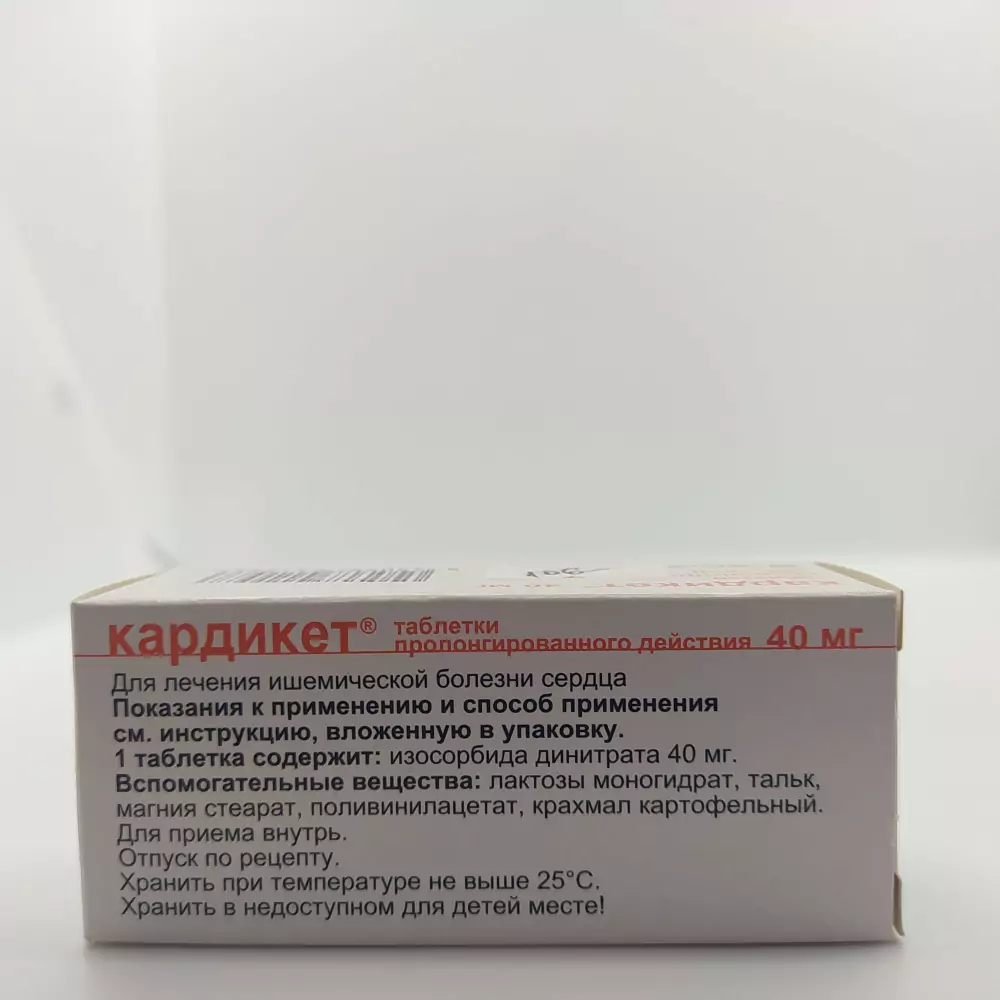 кардикет® таблетки пролонгированного действия 40 мг
Для лечения ишемической болезни сердца
Показания к применению и способ применения
см. инструкцию, вложенную в упаковку.
1 таблетка содержит: изосорбида динитрата 40 мг.
Вспомогательные вещества: лактозы моногидрат, тальк,
магния стеарат, поливинилацетат, крахмал картофельный.
Для приема внутрь.
Отпуск по рецепту.
Хранить при температуре не выше 25°С.
Хранить в недоступном для детей месте!